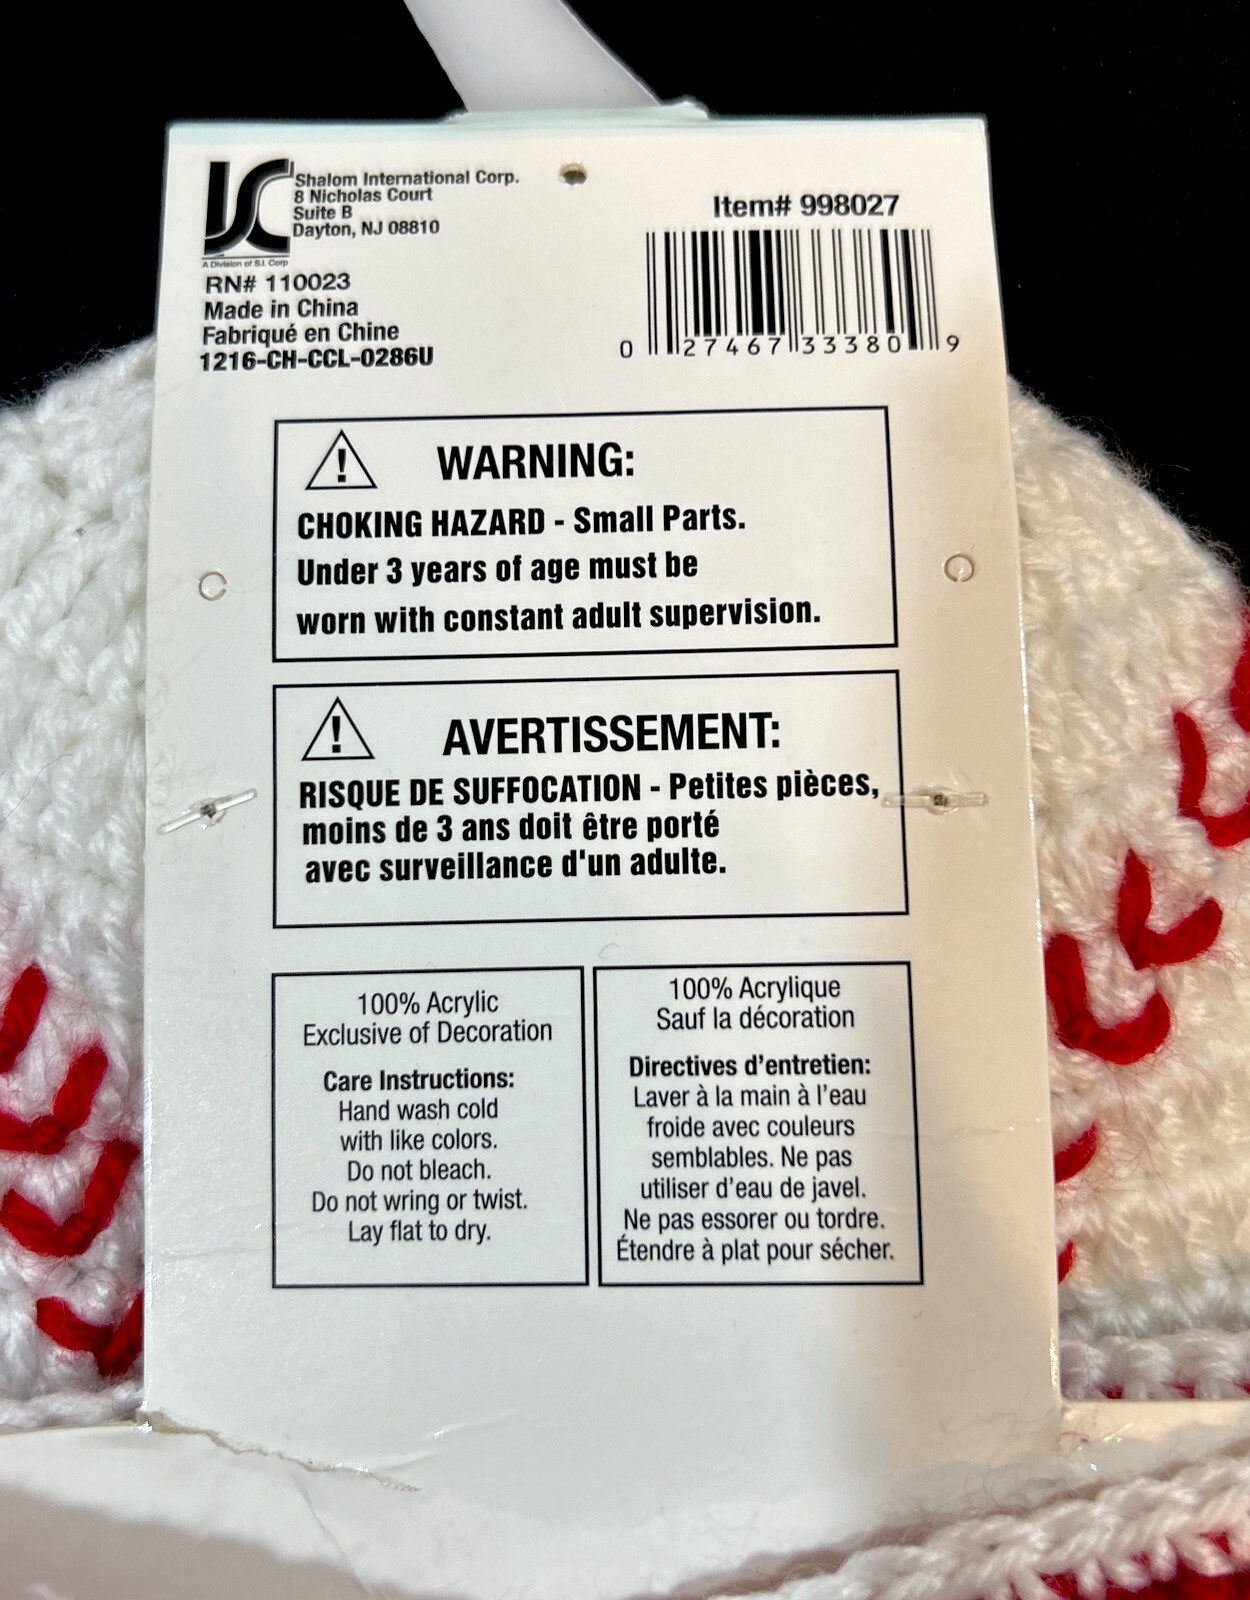 Shalom International Corp.
8 Nicholas Court
Suite B
Dayton, NJ 08810
A Division of S.I. Corp
RN# 110023
Made in China
Fabriqué en Chine
1216-CH-CCL-0286U
Item# 998027
0 27467 33380 9
WARNING:
CHOKING HAZARD - Small Parts.
Under 3 years of age must be
worn with constant adult supervision.
AVERTISSEMENT:
RISQUE DE SUFFOCATION - Petites pièces,
moins de 3 ans doit être porté
avec surveillance d'un adulte.
100% Acrylic
Exclusive of Decoration
Care Instructions:
Hand wash cold
with like colors.
Do not bleach.
Do not wring or twist.
Lay flat to dry.
100% Acrylique
Sauf la décoration
Directives d’entretien:
Laver à la main à l’eau
froide avec couleurs
semblables. Ne pas
utiliser d’eau de javel.
Ne pas essorer ou tordre.
Étendre à plat pour sécher.